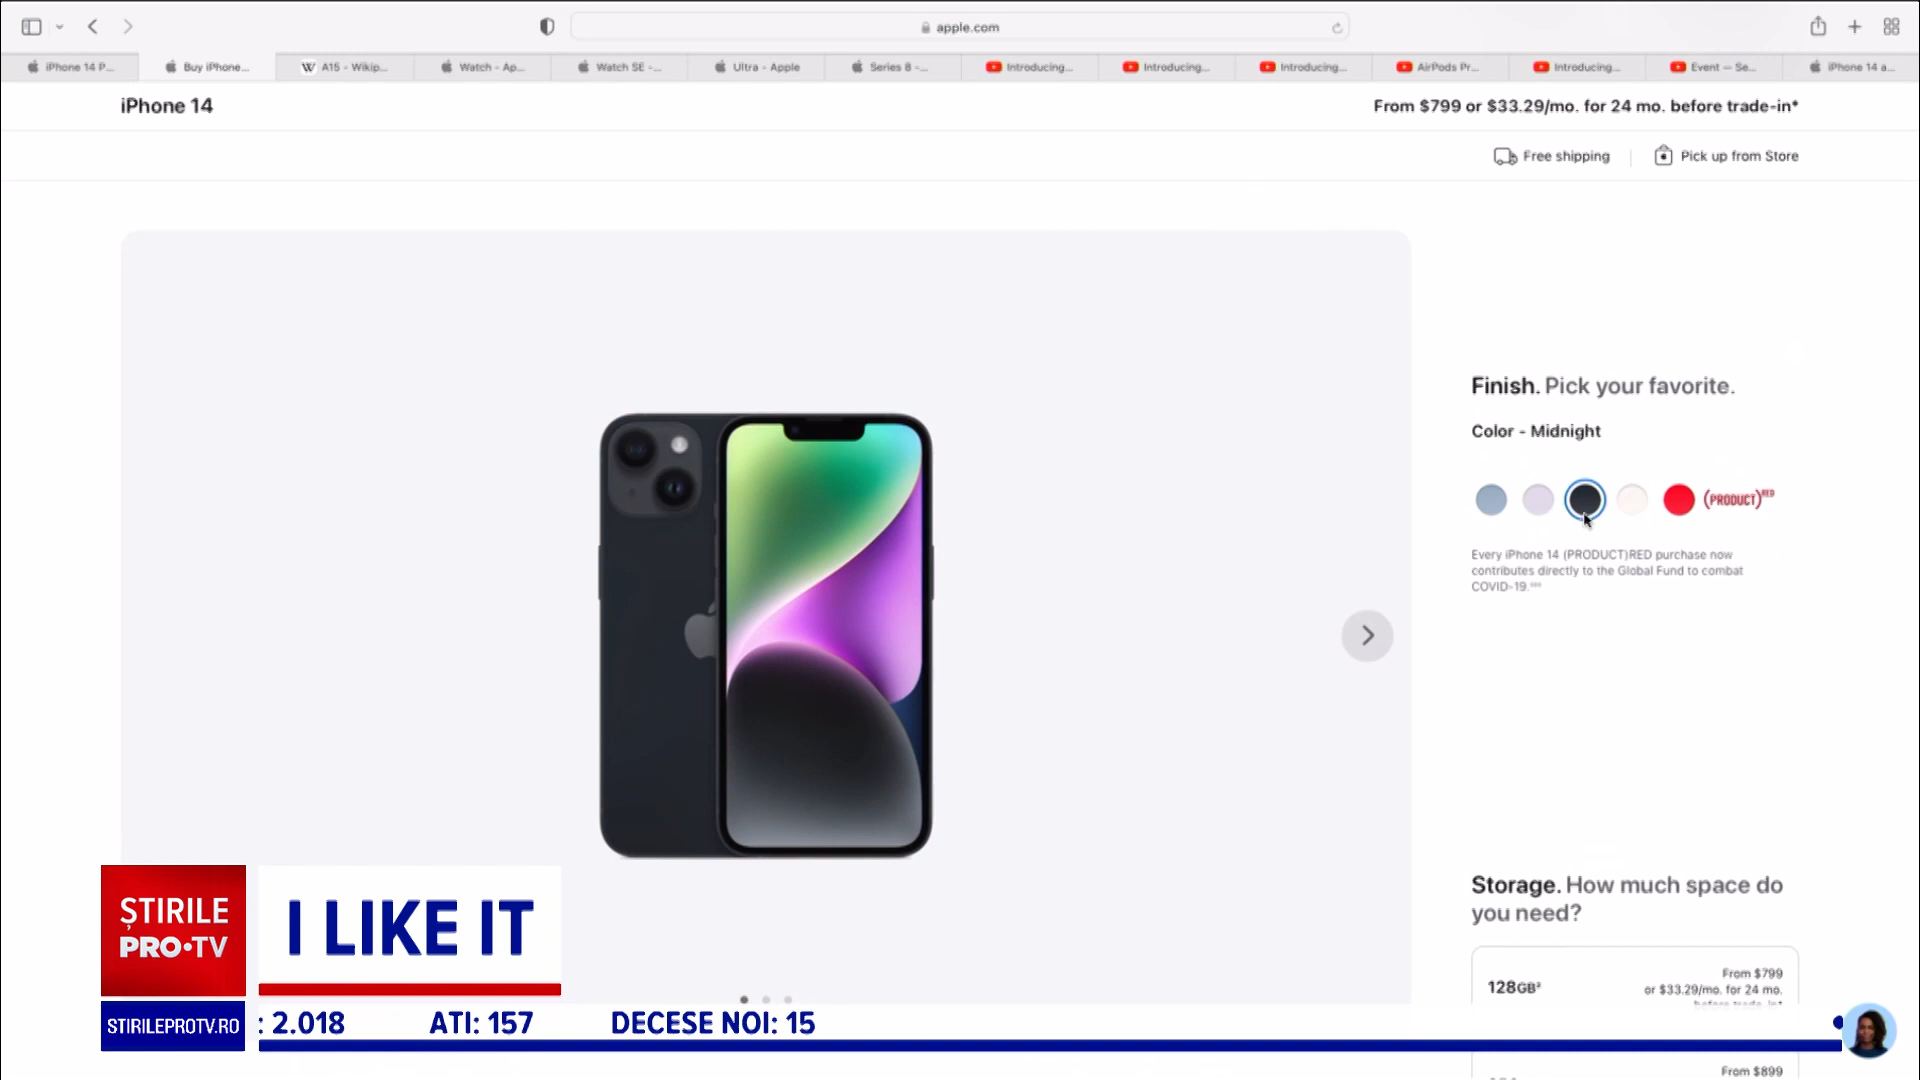 apple.com
iPhone 14 P...
Buy iPhone...
A15 - Wikip...
Watch - Ap...
Watch SE -...
Ultra - Apple
Series 8 -...
Introducing...
Introducing...
Introducing...
AirPods Pr...
Introducing...
Event — Se...
iPhone 14 a...
iPhone 14
From $799 or $33.29/mo. for 24 mo. before trade-in*
Free shipping
Pick up from Store
Finish. Pick your favorite.
Color - Midnight
(PRODUCT)RED
Every iPhone 14 (PRODUCT)RED purchase now
contributes directly to the Global Fund to combat
COVID-19.
Storage. How much space do
you need?
128GB²
From $799
or $33.29/mo. for 24 mo.
From $899
ȘTIRILE
PRO•TV
I LIKE IT
STIRILEPROTV.RO
: 2.018 ATI: 157 DECESE NOI: 15